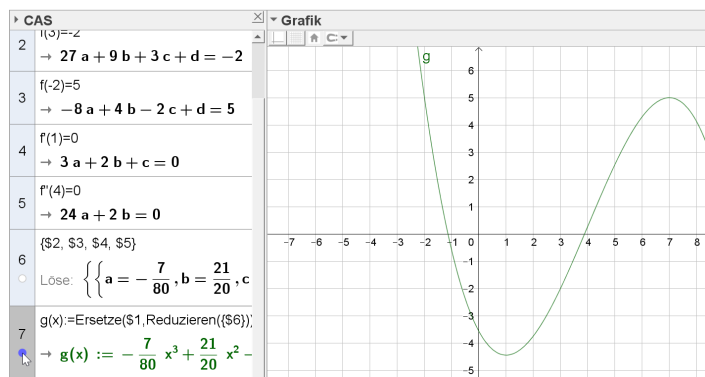 CAS
Grafik
2
f(3)=-2
→ 27 a + 9 b + 3 c + d = −2
3
f(-2)=5
→ −8 a + 4 b − 2 c + d = 5
4
f'(1)=0
→ 3 a + 2 b + c = 0
5
f''(4)=0
→ 24 a + 2 b = 0
6
{$2, $3, $4, $5}
Löse: { { a = − 7/80 , b = 21/20 , c
7
g(x):=Ersetze($1,Reduzieren({$6}))
→ g(x) := − 7/80 x³ + 21/20 x² −
g
6
5
4
3
2
1
−7 −6 −5 −4 −3 −2 −1 0 1 2 3 4 5 6 7 8
−1
−2
−3
−4
−5